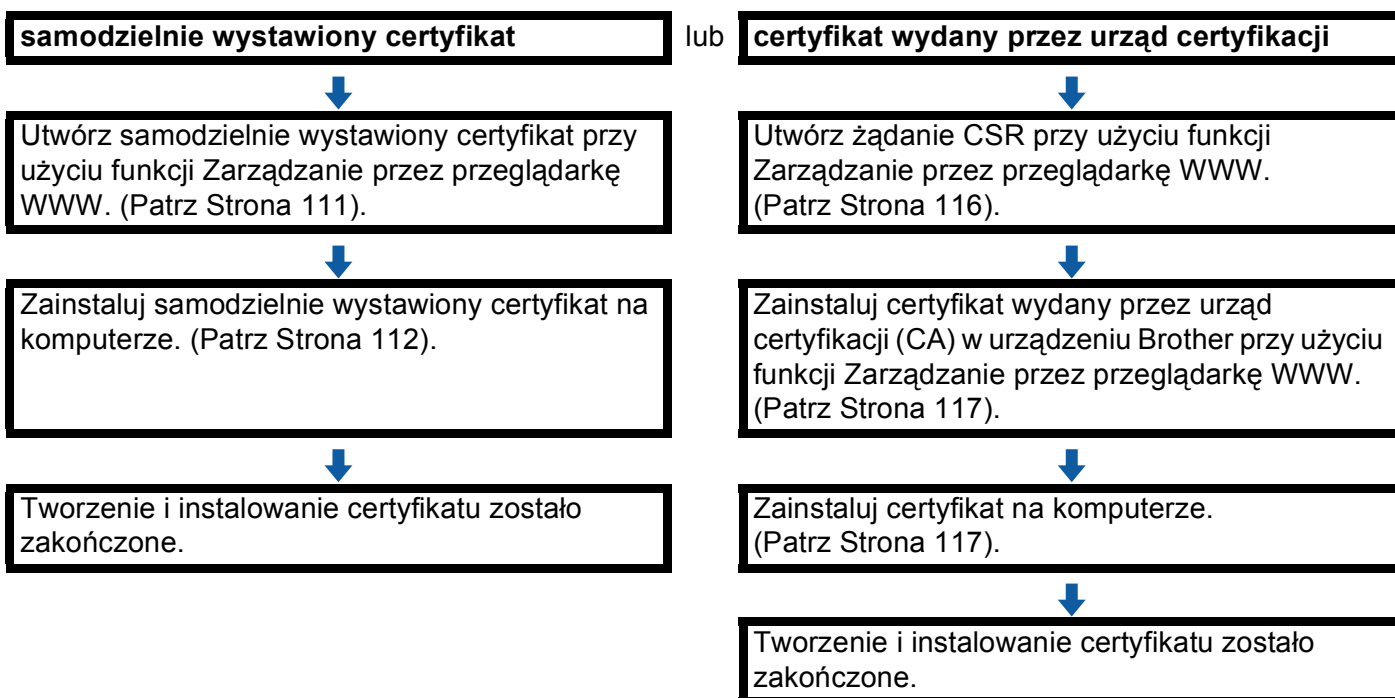 samodzielnie wystawiony certyfikat
lub
certyfikat wydany przez urząd certyfikacji
Utwórz samodzielnie wystawiony certyfikat przy
użyciu funkcji Zarządzanie przez przeglądarkę
WWW. (Patrz Strona 111).
Utwórz żądanie CSR przy użyciu funkcji
Zarządzanie przez przeglądarkę WWW.
(Patrz Strona 116).
Zainstaluj samodzielnie wystawiony certyfikat na
komputerze. (Patrz Strona 112).
Zainstaluj certyfikat wydany przez urząd
certyfikacji (CA) w urządzeniu Brother przy użyciu
funkcji Zarządzanie przez przeglądarkę WWW.
(Patrz Strona 117).
Tworzenie i instalowanie certyfikatu zostało
zakończone.
Zainstaluj certyfikat na komputerze.
(Patrz Strona 117).
Tworzenie i instalowanie certyfikatu zostało
zakończone.